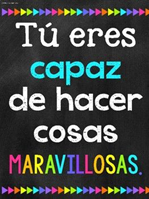 Tú eres
capaz
de hacer
cosas
MARAVILLOSAS.